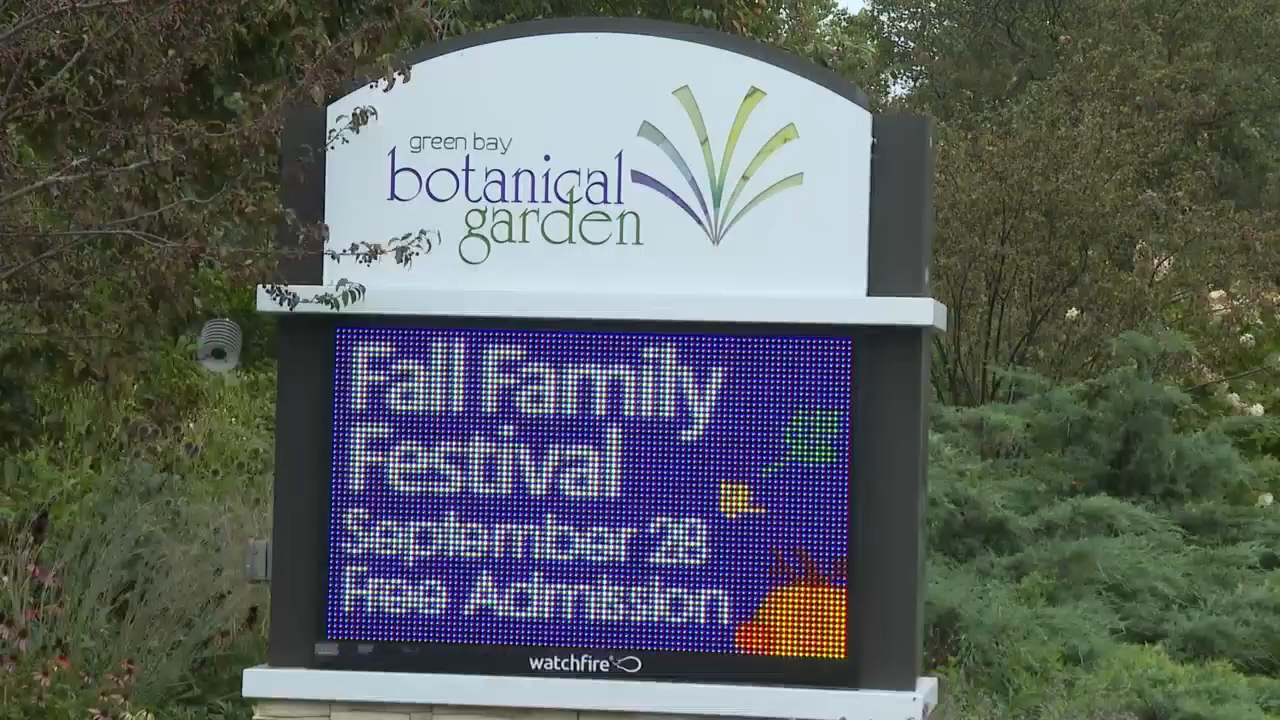 green bay
botanical
garden
Fall Family
Festival
September 28
Free Admission
watchfire